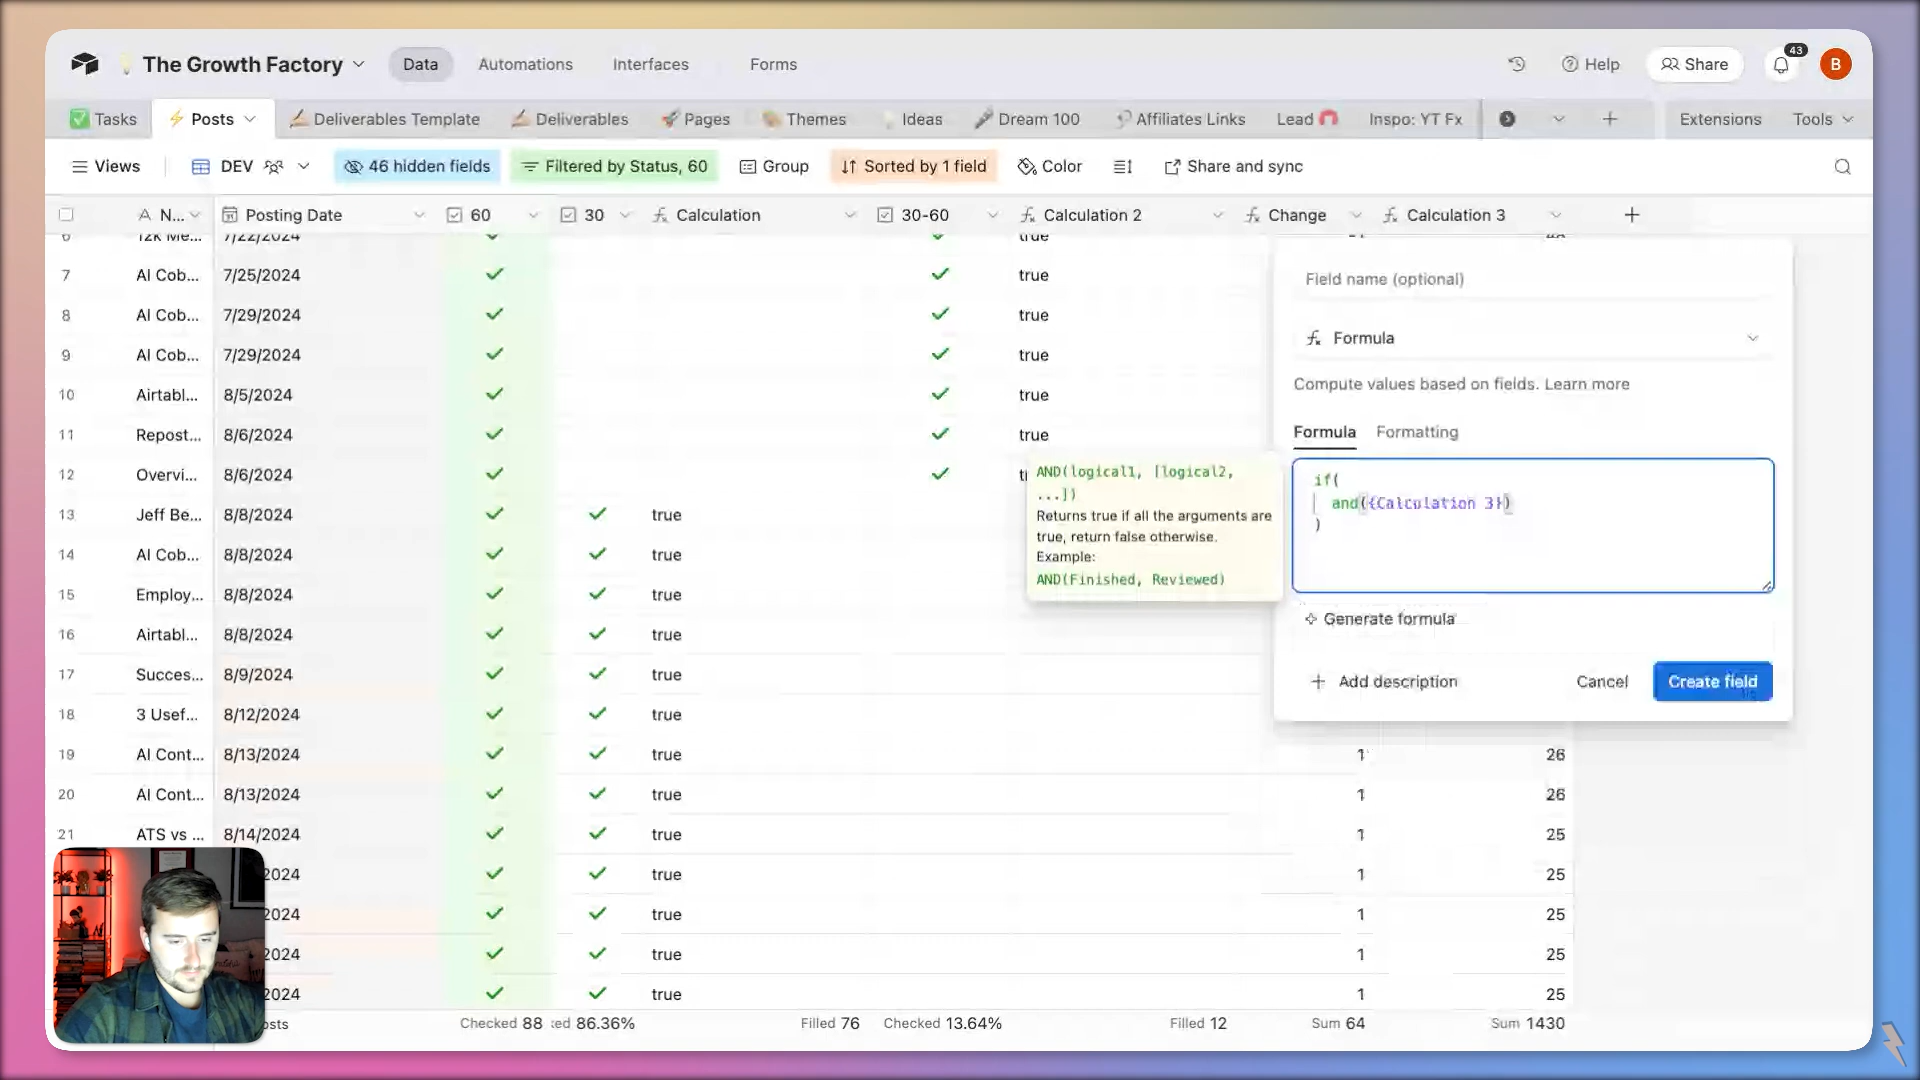 The Growth Factory
Data
Automations
Interfaces
Forms
Help
Share
43
B
Tasks
Posts
Deliverables Template
Deliverables
Pages
Themes
Ideas
Dream 100
Affiliates Links
Lead
Inspo: YT Fx
Extensions
Tools
Views
DEV
46 hidden fields
Filtered by Status, 60
Group
Sorted by 1 field
Color
Share and sync
N...
Posting Date
60
30
Calculation
30-60
Calculation 2
Change
Calculation 3
6 12k Me... 7/22/2024 true
7 AI Cob... 7/25/2024 true
8 AI Cob... 7/29/2024 true
9 AI Cob... 7/29/2024 true
10 Airtabl... 8/5/2024 true
11 Repost... 8/6/2024 true
12 Overvi... 8/6/2024
13 Jeff Be... 8/8/2024 true
14 AI Cob... 8/8/2024 true
15 Employ... 8/8/2024 true
16 Airtabl... 8/8/2024 true
17 Succes... 8/9/2024 true
18 3 Usef... 8/12/2024 true
19 AI Cont... 8/13/2024 true 1 26
20 AI Cont... 8/13/2024 true 1 26
21 ATS vs ... 8/14/2024 true 1 25
2024 true 1 25
2024 true 1 25
2024 true 1 25
2024 true 1 25
osts
Checked 88
ed 86.36%
Filled 76
Checked 13.64%
Filled 12
Sum 64
Sum 1430
AND(logical1, [logical2,
...])
Returns true if all the arguments are
true, return false otherwise.
Example:
AND(Finished, Reviewed)
Field name (optional)
Formula
Compute values based on fields. Learn more
Formula
Formatting
if(
and({Calculation 3})
)
Generate formula
Add description
Cancel
Create field